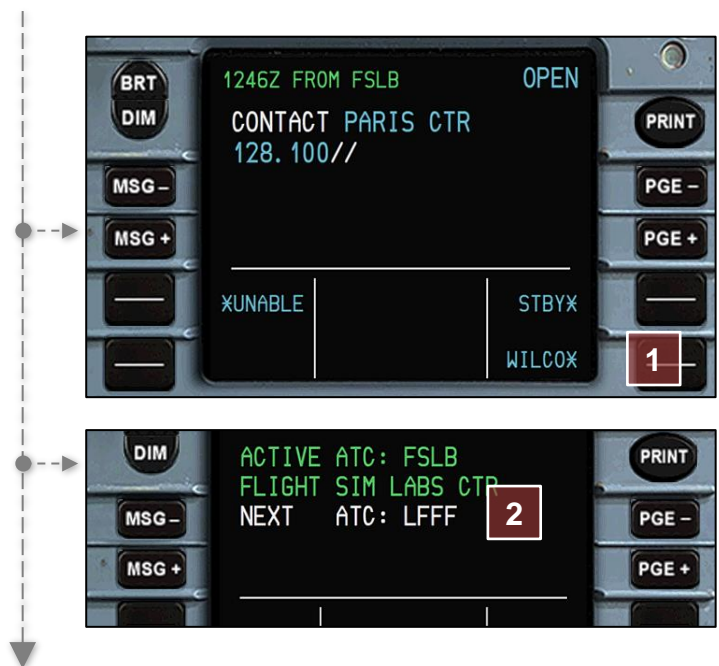 BRT
DIM
1246Z FROM FSLB OPEN
CONTACT PARIS CTR
128.100//
PRINT
MSG-
PGE -
MSG +
PGE +
*UNABLE STBY*
WILCO*
1
DIM
ACTIVE ATC: FSLB
FLIGHT SIM LABS CTR
NEXT ATC: LFFF
2
PRINT
MSG-
PGE -
MSG +
PGE +